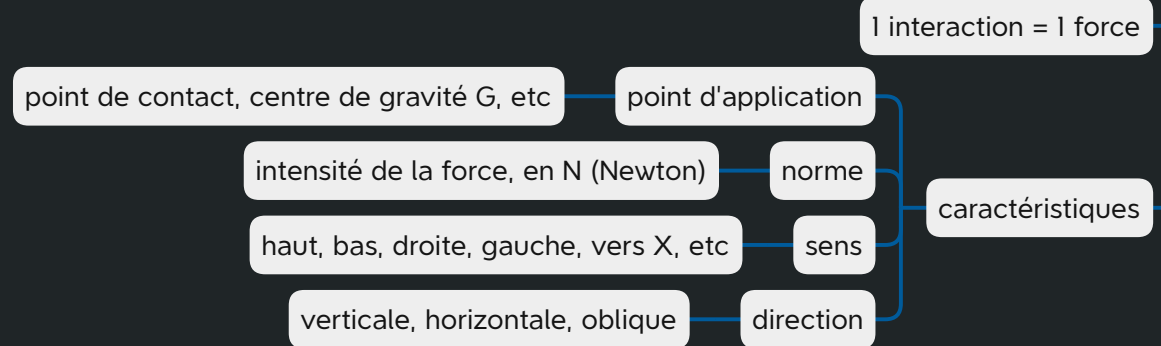 1 interaction = 1 force
point de contact, centre de gravité G, etc
point d'application
intensité de la force, en N (Newton)
norme
caractéristiques
haut, bas, droite, gauche, vers X, etc
sens
verticale, horizontale, oblique
direction